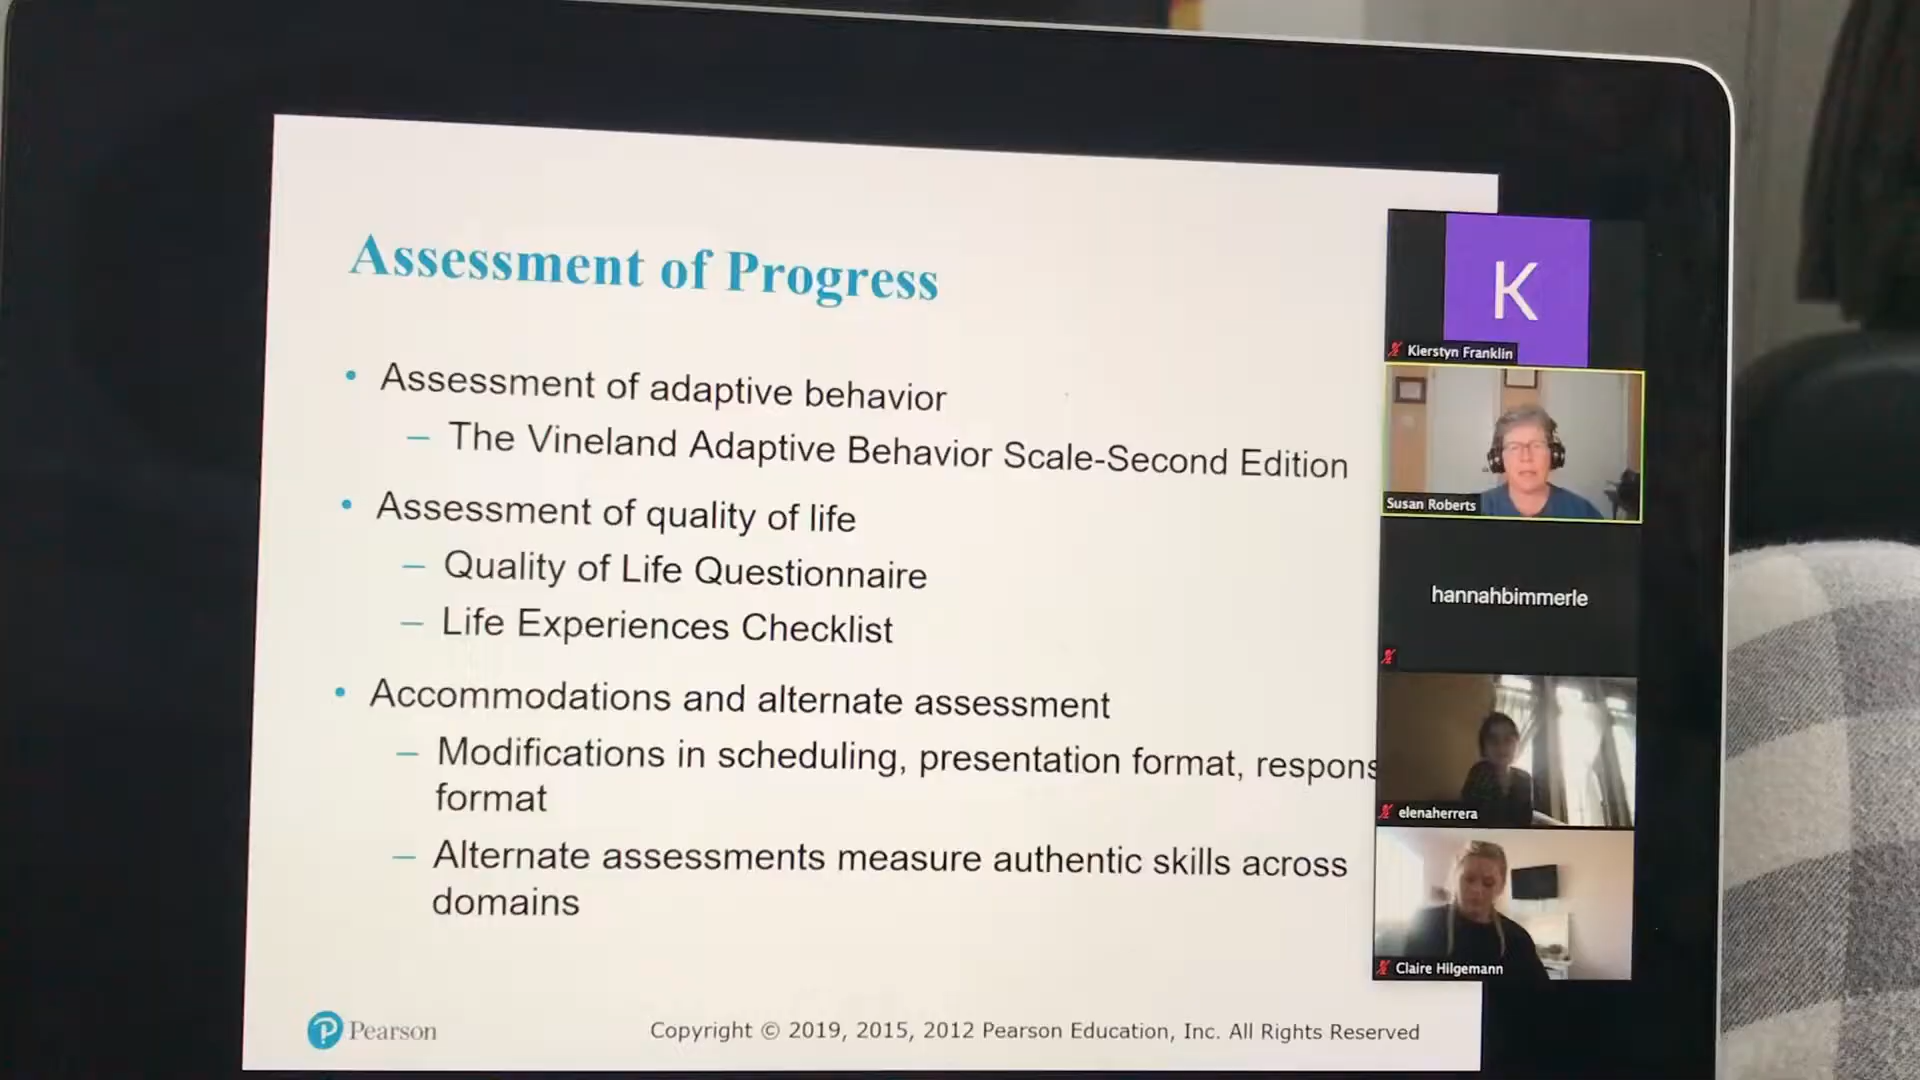 Assessment of Progress
• Assessment of adaptive behavior
– The Vineland Adaptive Behavior Scale-Second Edition
• Assessment of quality of life
– Quality of Life Questionnaire
– Life Experiences Checklist
• Accommodations and alternate assessment
– Modifications in scheduling, presentation format, respons
format
– Alternate assessments measure authentic skills across
domains
P Pearson
Copyright © 2019, 2015, 2012 Pearson Education, Inc. All Rights Reserved
K
Kierstyn Franklin
Susan Roberts
hannahbimmerle
elenaherrera
Claire Hilgemann